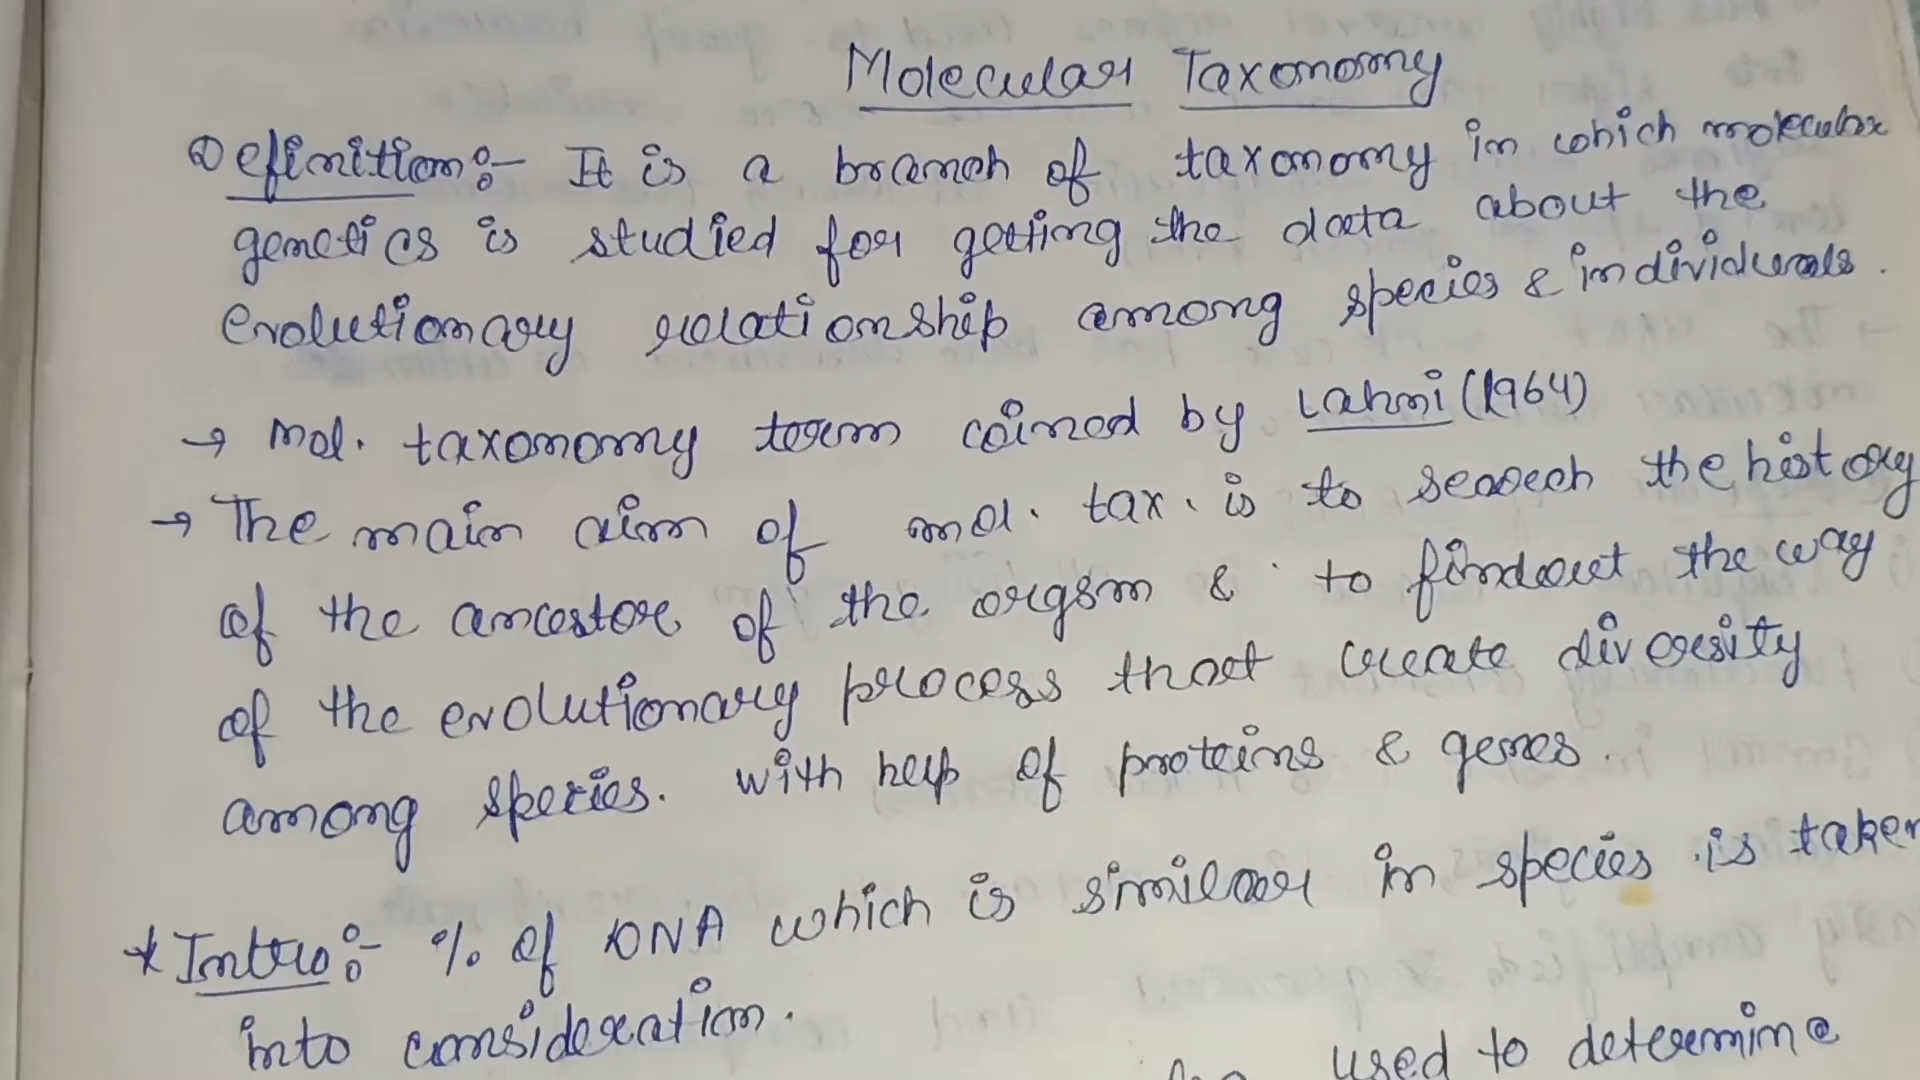 Molecular Taxonomy
Definition:- It is a branch of taxonomy in which molecular
genetics is studied for getting the data about the
evolutionary relationship among species & individuals.
→ mol. taxonomy term coined by Lahni (1964)
→ The main aim of mol. tax. is to search the history
of the ancestor of the orgsm & to findout the way
of the evolutionary process that create diversity
among species. with help of proteins & genes.
* Intro:- % of DNA which is similar in species is taken
into consideration.
used to determine